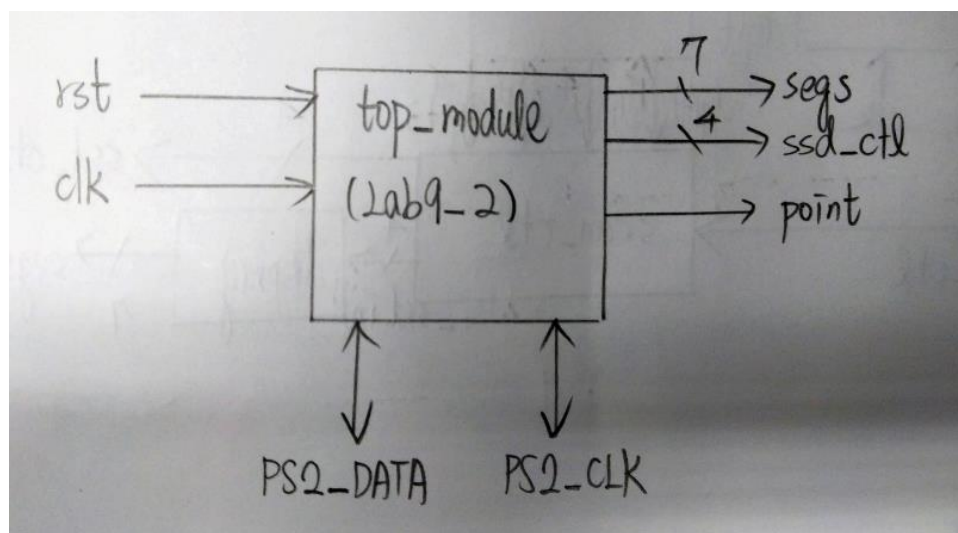 7
rst segs
top_module 4
ssd_ctl
clk (lab9_2) point
PS2_DATA PS2_CLK